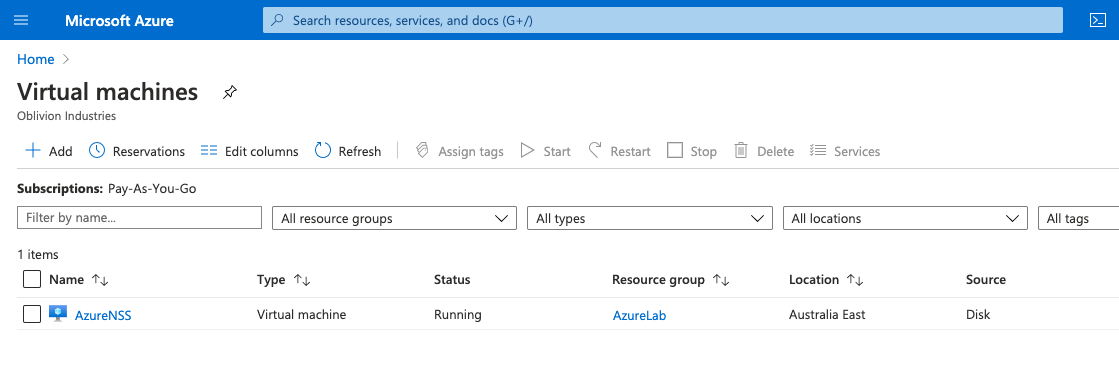 Microsoft Azure Search resources, services, and docs (G+/)
Home
Virtual machines
Oblivion Industries
Add Reservations Edit columns Refresh Assign tags Start Restart Stop Delete Services
Subscriptions: Pay-As-You-Go
Filter by name... All resource groups All types All locations All tags
1 items
Name Type Status Resource group Location Source
AzureNSS Virtual machine Running AzureLab Australia East Disk